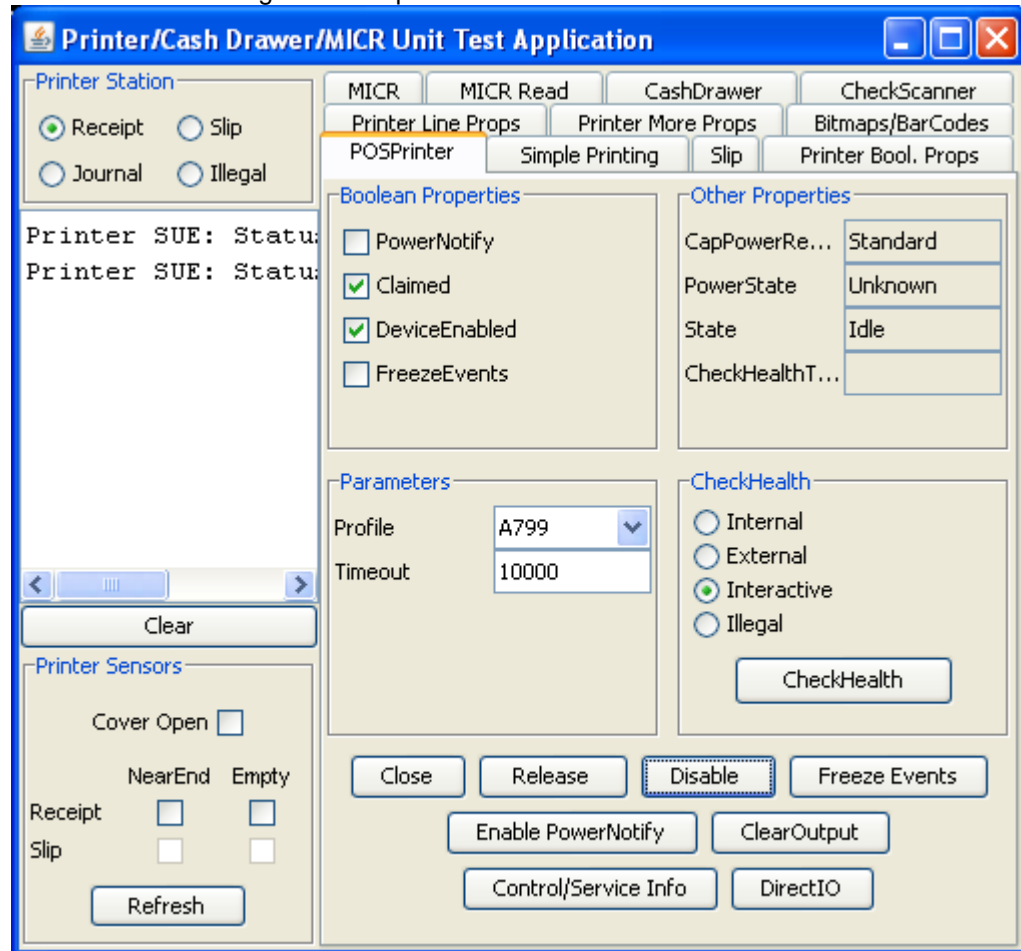 Printer/Cash Drawer/MICR Unit Test Application
Printer Station
Receipt
Slip
Journal
Illegal
MICR
MICR Read
CashDrawer
CheckScanner
Printer Line Props
Printer More Props
Bitmaps/BarCodes
POSPrinter
Simple Printing
Slip
Printer Bool. Props
Printer SUE: Statu
Printer SUE: Statu
Clear
Boolean Properties
PowerNotify
Claimed
DeviceEnabled
FreezeEvents
Other Properties
CapPowerRe... Standard
PowerState Unknown
State Idle
CheckHealthT...
Parameters
Profile A799
Timeout 10000
CheckHealth
Internal
External
Interactive
Illegal
CheckHealth
Printer Sensors
Cover Open
NearEnd Empty
Receipt
Slip
Refresh
Close
Release
Disable
Freeze Events
Enable PowerNotify
ClearOutput
Control/Service Info
DirectIO